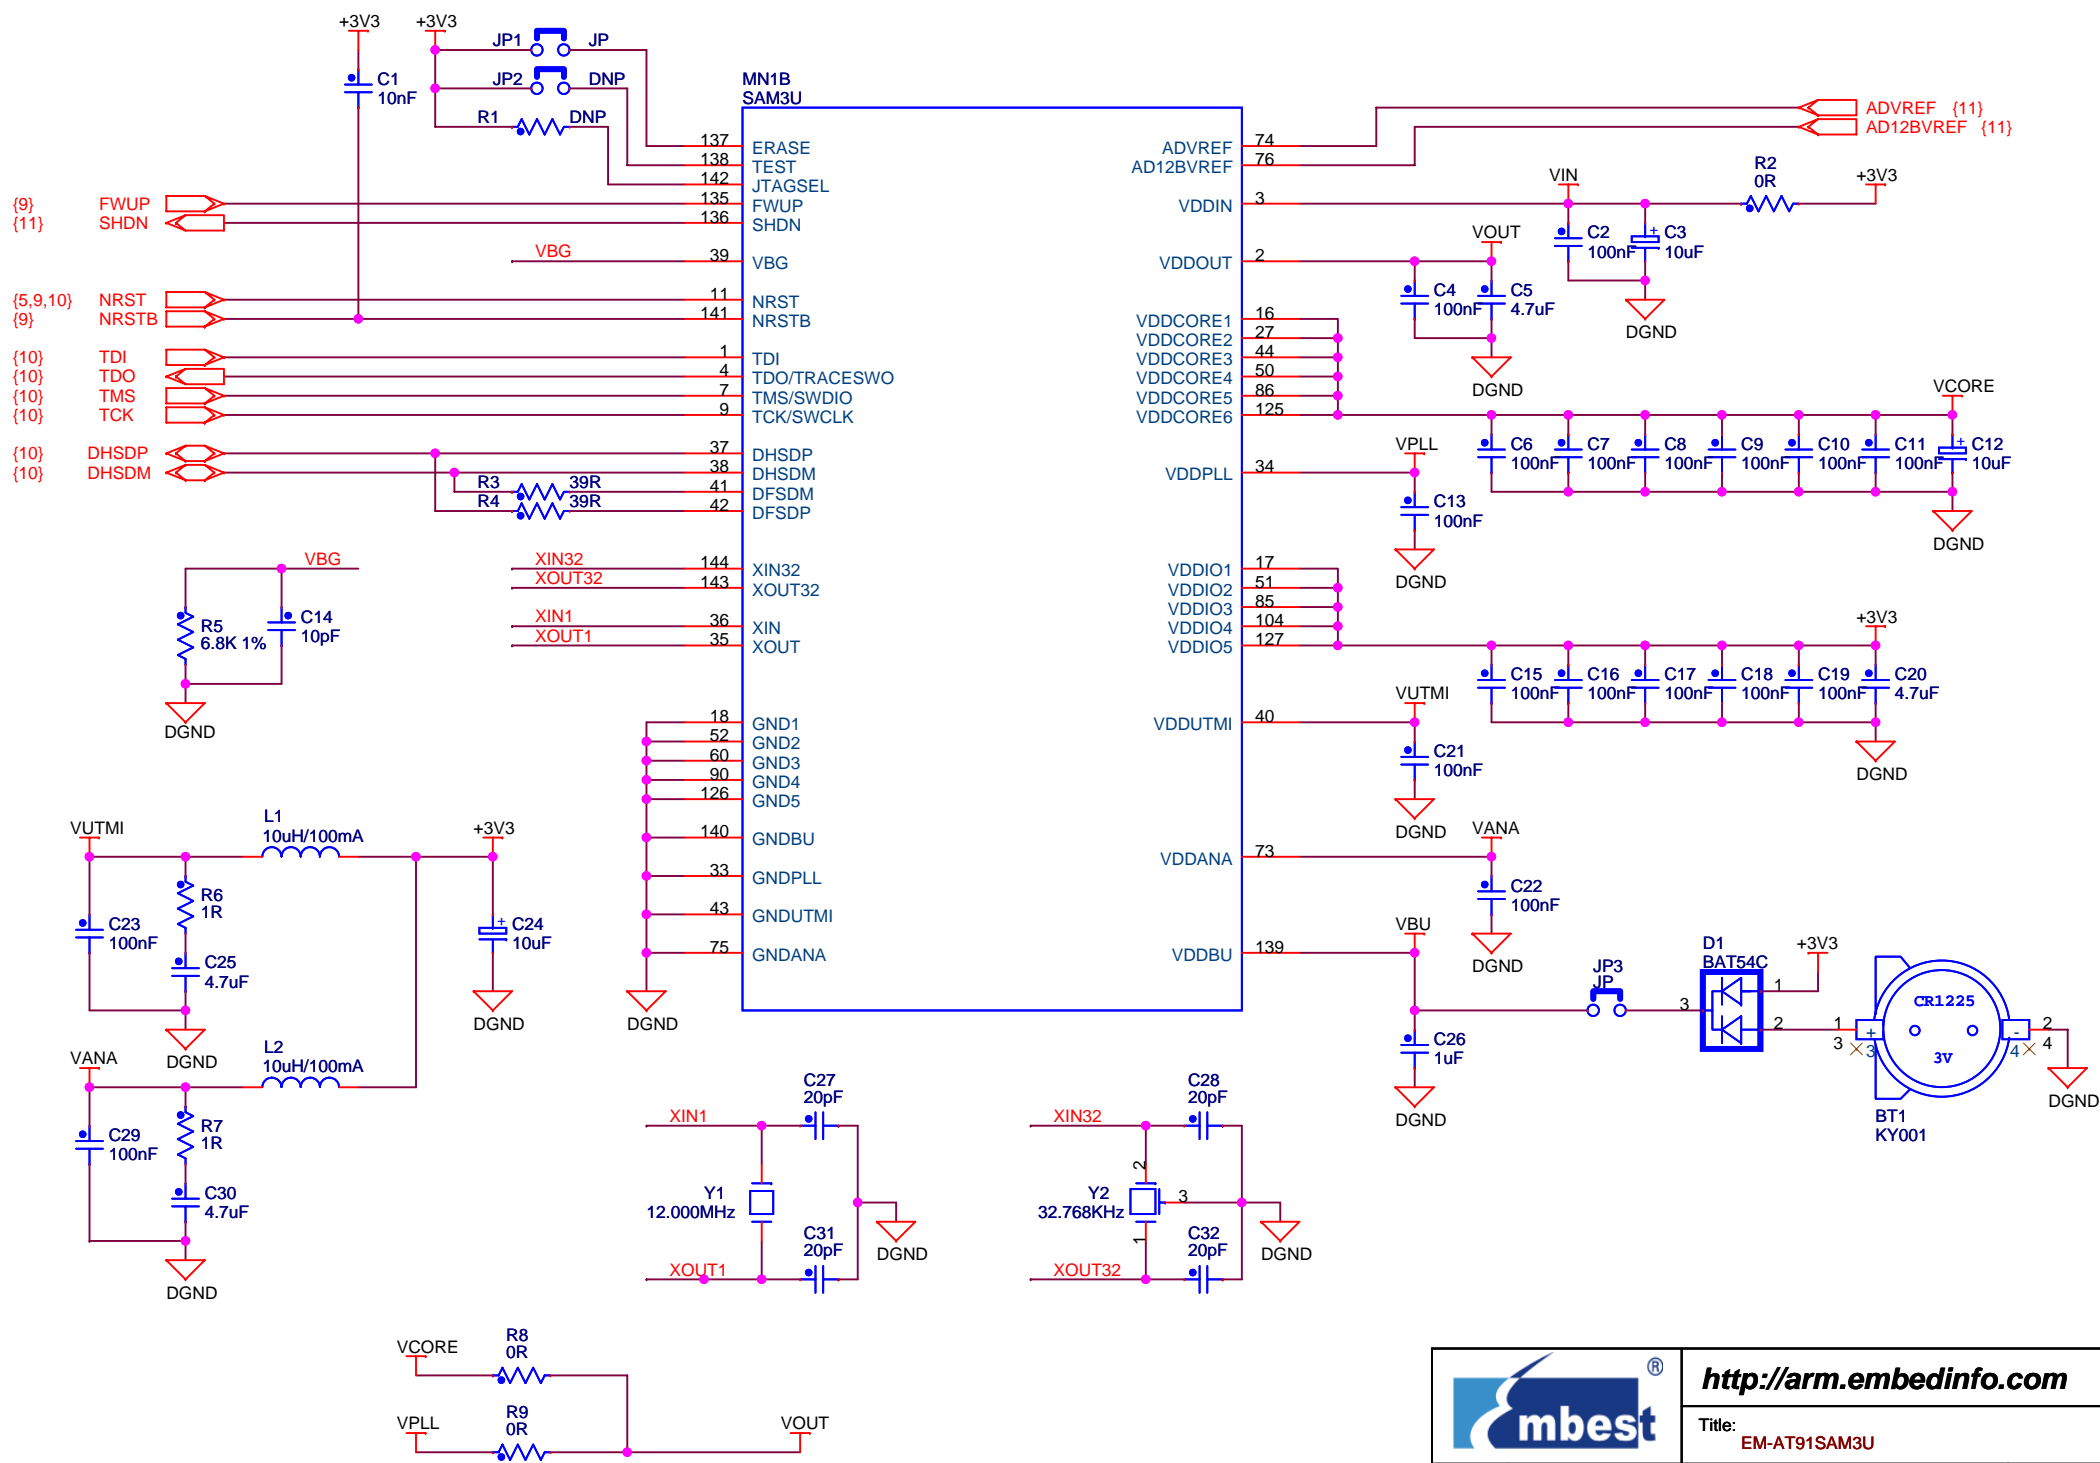 +3V3 +3V3
JP1 JP
JP2 DNP
C1
10nF
R1 DNP
MN1B
SAM3U
137 ERASE
138 TEST
142 JTAGSEL
{9} FWUP 135 FWUP
{11} SHDN 136 SHDN
VBG 39 VBG
{5,9,10} NRST 11 NRST
{9} NRSTB 141 NRSTB
{10} TDI 1 TDI
{10} TDO 4 TDO/TRACESWO
{10} TMS 7 TMS/SWDIO
{10} TCK 9 TCK/SWCLK
{10} DHSDP 37 DHSDP
{10} DHSDM 38 DHSDM
R3 39R 41 DFSDM
R4 39R 42 DFSDP
XIN32 144 XIN32
XOUT32 143 XOUT32
XIN1 36 XIN
XOUT1 35 XOUT
18 GND1
52 GND2
60 GND3
90 GND4
126 GND5
140 GNDBU
33 GNDPLL
43 GNDUTMI
75 GNDANA
DGND
ADVREF 74 ADVREF {11}
AD12BVREF 76 AD12BVREF {11}
VDDIN 3 VIN
R2
0R
+3V3
C2
100nF
C3
+
10uF
DGND
VDDOUT 2 VOUT
C4
100nF
C5
4.7uF
DGND
VDDCORE1 16
VDDCORE2 27
VDDCORE3 44
VDDCORE4 50
VDDCORE5 86
VDDCORE6 125
VCORE
C6
100nF
C7
100nF
C8
100nF
C9
100nF
C10
100nF
C11
100nF
C12
+
10uF
DGND
VPLL
VDDPLL 34
C13
100nF
DGND
VDDIO1 17
VDDIO2 51
VDDIO3 85
VDDIO4 104
VDDIO5 127
+3V3
C15
100nF
C16
100nF
C17
100nF
C18
100nF
C19
100nF
C20
4.7uF
DGND
VUTMI
VDDUTMI 40
C21
100nF
DGND
VANA
VDDANA 73
C22
100nF
DGND
VBU
VDDBU 139
C26
1uF
DGND
JP3
JP
D1
BAT54C
3
1
2
+3V3
CR1225
3V
1 + - 2
3 3 4 4
BT1
KY001
DGND
VBG
R5
6.8K 1%
C14
10pF
DGND
VUTMI
L1
10uH/100mA
+3V3
R6
1R
C23
100nF
C25
4.7uF
DGND
C24
+
10uF
DGND
VANA
L2
10uH/100mA
R7
1R
C29
100nF
C30
4.7uF
DGND
XIN1
C27
20pF
Y1
12.000MHz
C31
20pF
XOUT1
DGND
XIN32
C28
20pF
2
Y2
32.768KHz
3
1
C32
20pF
XOUT32
DGND
VCORE
R8
0R
VPLL
R9
0R
VOUT
Embest ®
http://arm.embedinfo.com
Title:
EM-AT91SAM3U